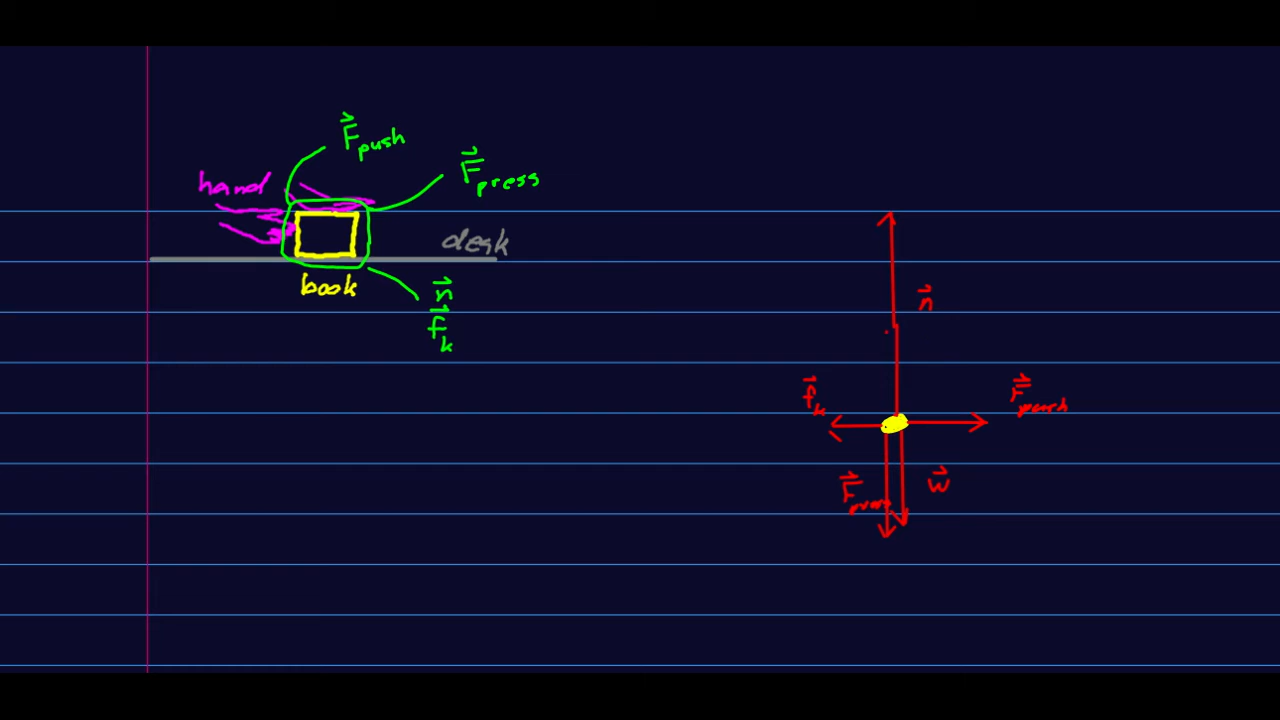 F⃗push
F⃗press
hand
desk
book
n⃗
f⃗k
n⃗
f⃗k
F⃗push
F⃗press
w⃗